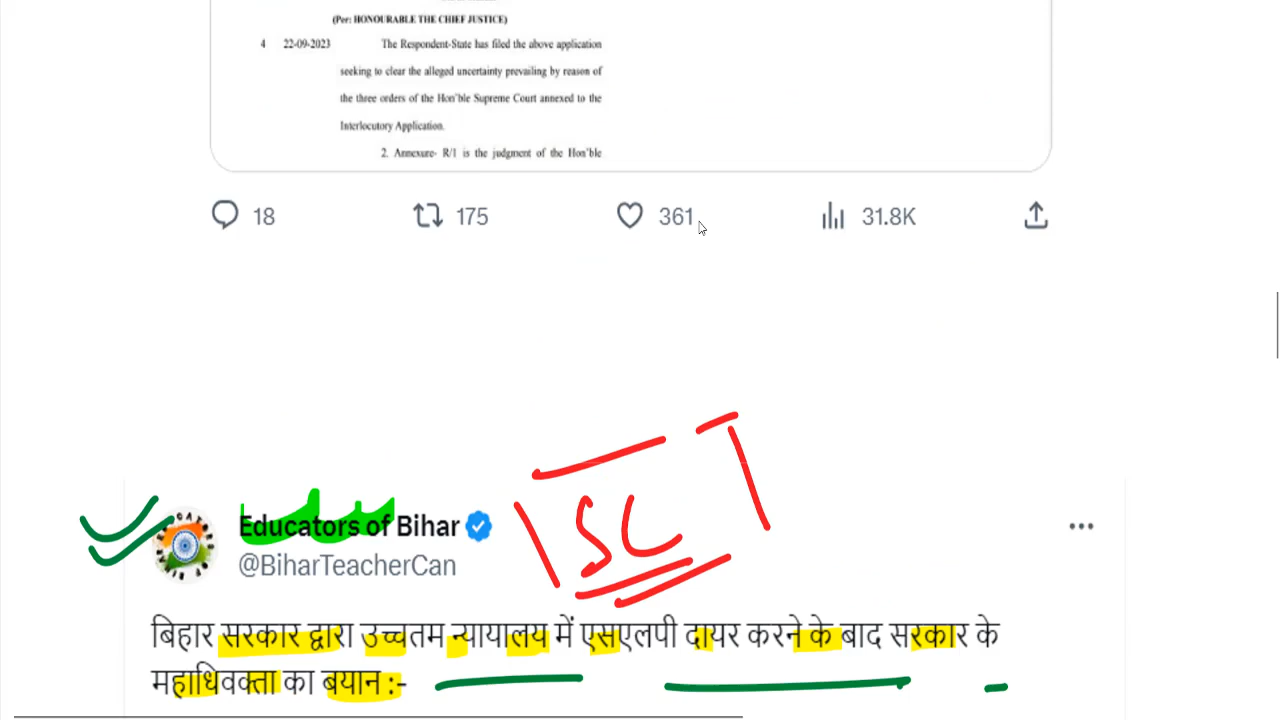 (Per: HONOURABLE THE CHIEF JUSTICE)
4 22-09-2023 The Respondent-State has filed the above application
seeking to clear the alleged uncertainty prevailing by reason of
the three orders of the Hon'ble Supreme Court annexed to the
Interlocutory Application.
2. Annexure- R/1 is the judgment of the Hon'ble
18 175 361 31.8K
SC
Educators of Bihar
@BiharTeacherCan
बिहार सरकार द्वारा उच्चतम न्यायालय में एसएलपी दायर करने के बाद सरकार के
महाधिवक्ता का बयान :-